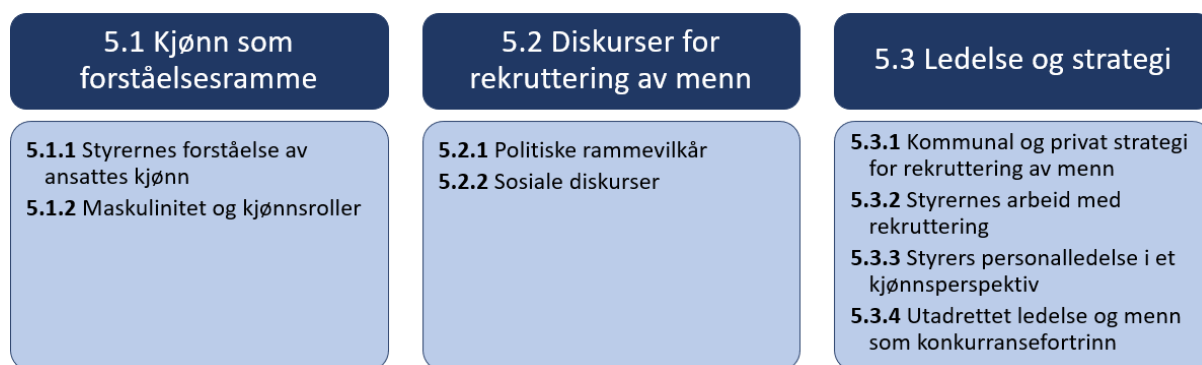 5.1 Kjønn som
forståelsesramme
5.1.1 Styrernes forståelse av
ansattes kjønn
5.1.2 Maskulinitet og kjønnsroller
5.2 Diskurser for
rekruttering av menn
5.2.1 Politiske rammevilkår
5.2.2 Sosiale diskurser
5.3 Ledelse og strategi
5.3.1 Kommunal og privat strategi
for rekruttering av menn
5.3.2 Styrernes arbeid med
rekruttering
5.3.3 Styrers personalledelse i et
kjønnsperspektiv
5.3.4 Utadrettet ledelse og menn
som konkurransefortrinn